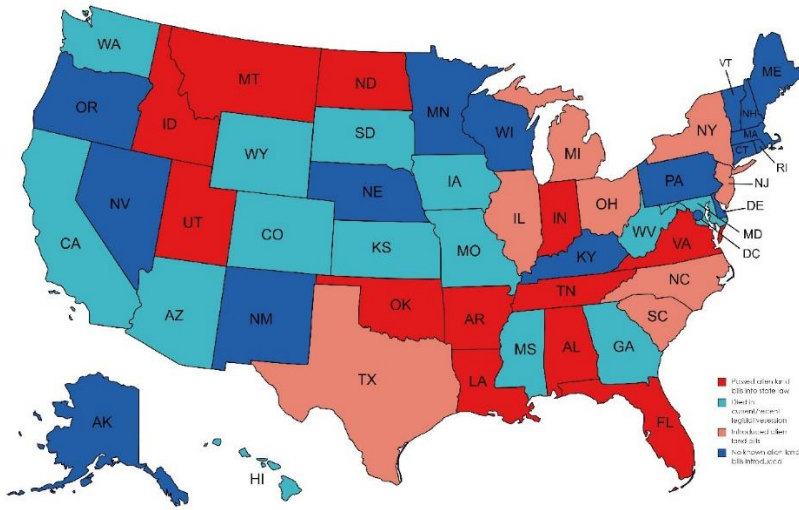 WA
MT
ND
MN
VT
ME
OR
ID
SD
WI
NH
NY
MA
WY
MI
CT
RI
IA
PA
NJ
NV
NE
IL
IN
OH
DE
UT
CO
WV
MD
CA
KS
MO
KY
VA
DC
AZ
NM
OK
AR
TN
NC
SC
MS
AL
GA
TX
LA
FL
AK
HI
Passed alien land
bills into state law
Died in
current/recent
legislative session
Introduced alien
land bills
No known alien land
bills introduced